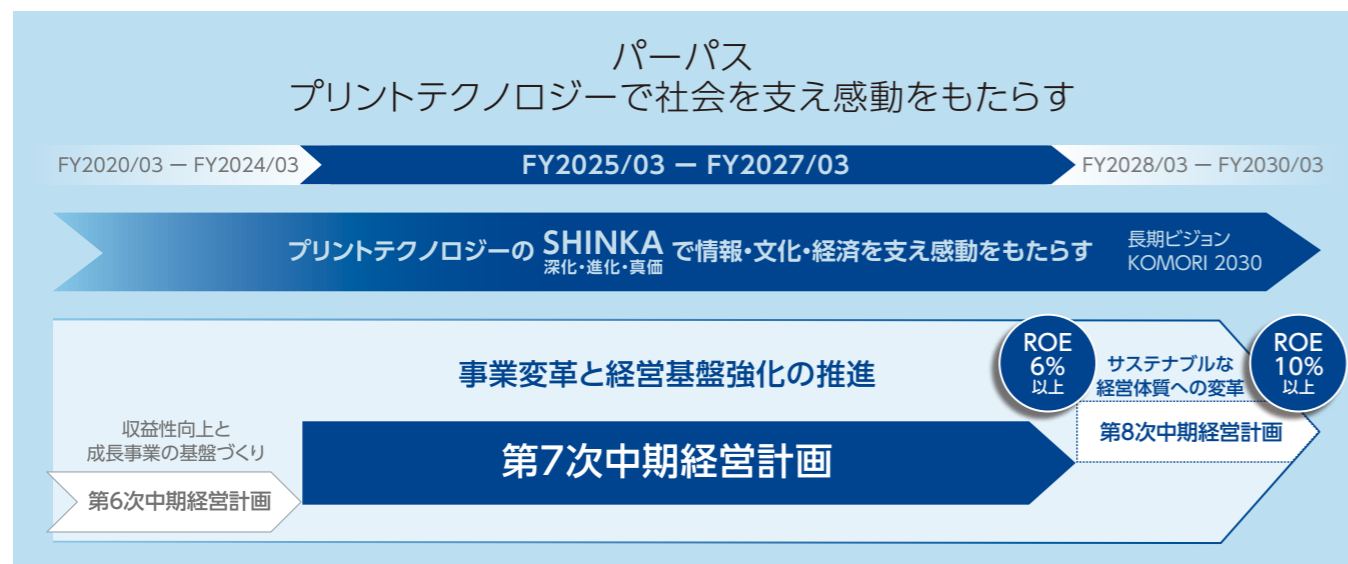 パーパス
プリントテクノロジーで社会を支え感動をもたらす
FY2020/03 － FY2024/03
FY2025/03 － FY2027/03
FY2028/03 － FY2030/03
プリントテクノロジーの SHINKA で情報・文化・経済を支え感動をもたらす
深化・進化・真価
長期ビジョン
KOMORI 2030
事業変革と経営基盤強化の推進
ROE
6%
以上
サステナブルな
経営体質への変革
ROE
10%
以上
収益性向上と
成長事業の基盤づくり
第6次中期経営計画
第7次中期経営計画
第8次中期経営計画